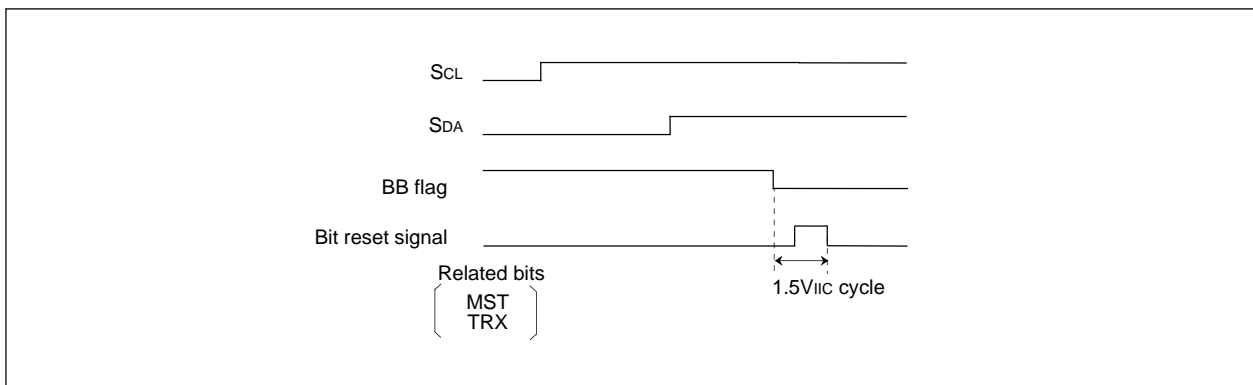 SCL
SDA
BB flag
Bit reset signal
Related bits
MST
TRX
1.5VIIC cycle